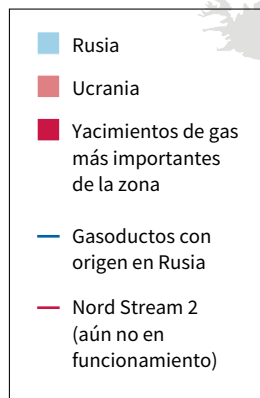 Rusia
Ucrania
Yacimientos de gas
más importantes
de la zona
Gasoductos con
origen en Rusia
Nord Stream 2
(aún no en
funcionamiento)